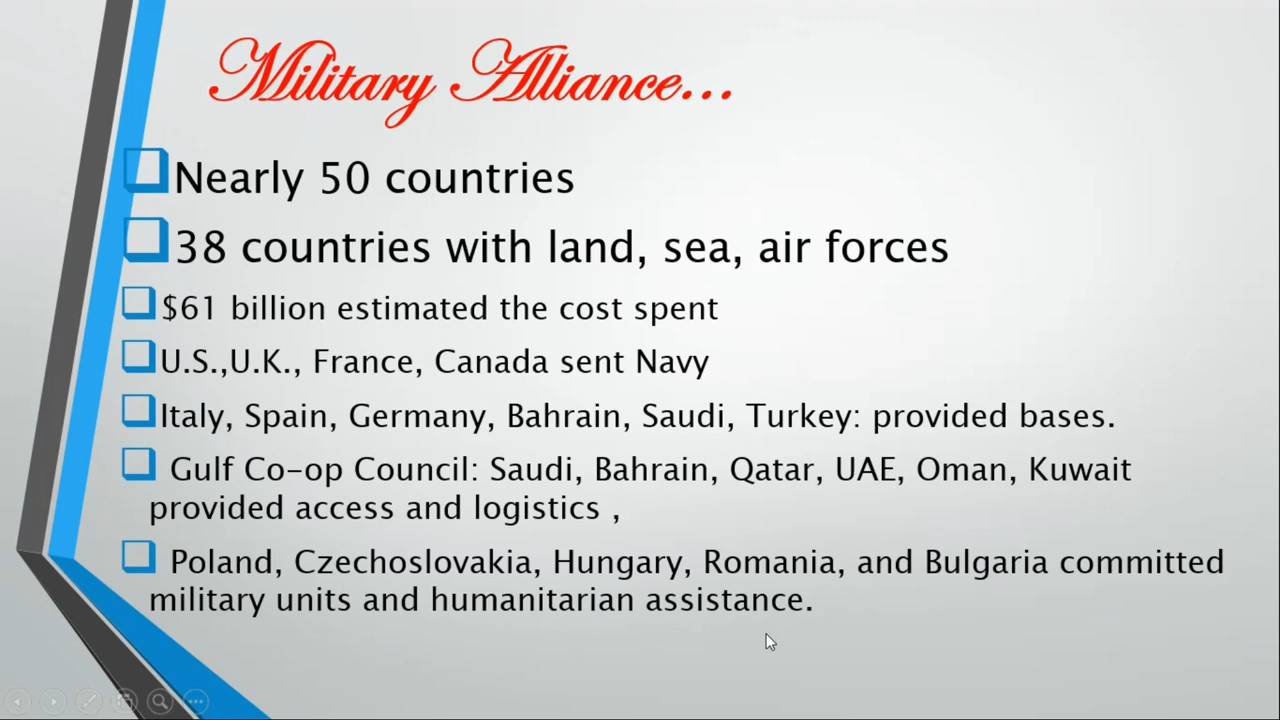 Military Alliance...
Nearly 50 countries
38 countries with land, sea, air forces
$61 billion estimated the cost spent
U.S.,U.K., France, Canada sent Navy
Italy, Spain, Germany, Bahrain, Saudi, Turkey: provided bases.
Gulf Co-op Council: Saudi, Bahrain, Qatar, UAE, Oman, Kuwait
provided access and logistics ,
Poland, Czechoslovakia, Hungary, Romania, and Bulgaria committed
military units and humanitarian assistance.